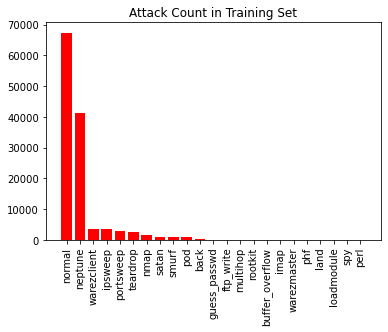 Attack Count in Training Set
70000
60000
50000
40000
30000
20000
10000
0
normal
neptune
warezclient
ipsweep
portsweep
teardrop
nmap
satan
smurf
pod
back
guess_passwd
ftp_write
multihop
rootkit
buffer_overflow
imap
warezmaster
phf
land
loadmodule
spy
perl